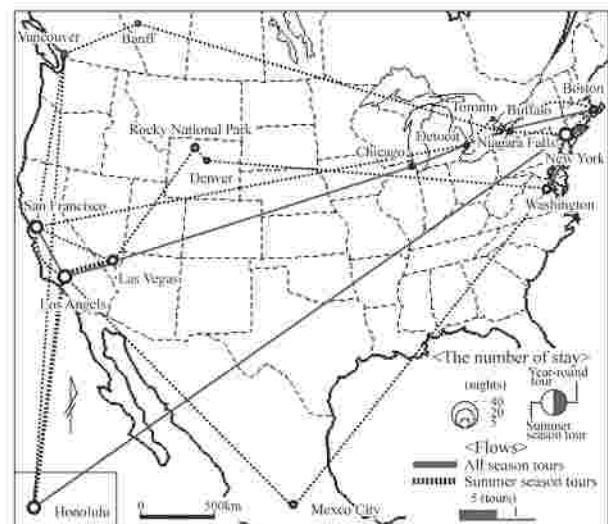 Vancouver
Banff
Boston
Toronto
Buffalo
Rocky National Park
Detroit
Niagara Falls
Chicago
New York
Denver
Washington
San Francisco
Las Vegas
Los Angels
<The number of stay>
Year-round
tour
(nights)
40
20
5
Summer
season tour
<Flows>
All season tours
Summer season tours
5 (tours)
1
Honolulu
0
500km
Mexco City